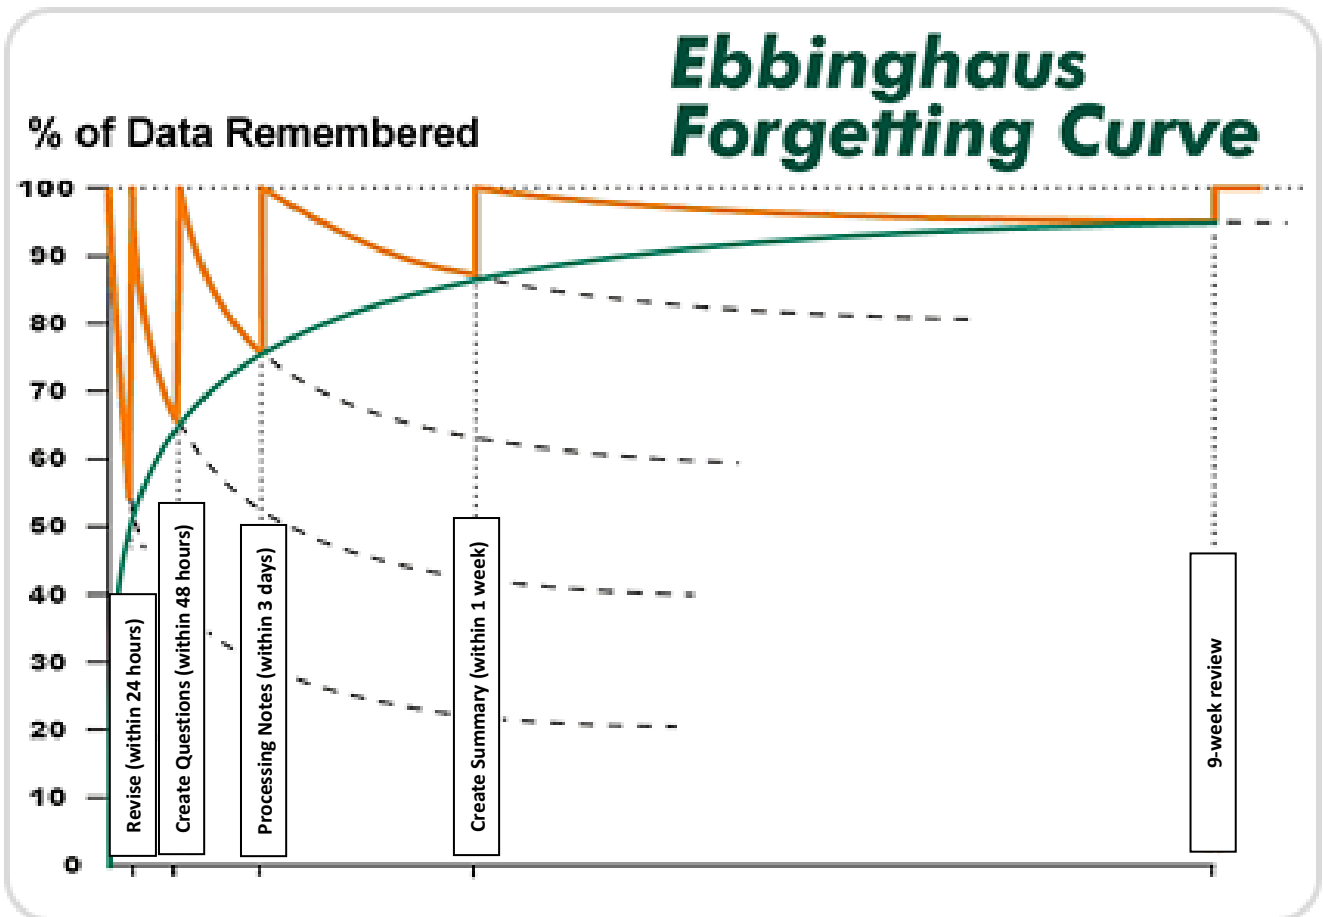 Ebbinghaus
Forgetting Curve
% of Data Remembered
100
90
80
70
60
50
40
30
20
10
0
Revise (within 24 hours)
Create Questions (within 48 hours)
Processing Notes (within 3 days)
Create Summary (within 1 week)
9-week review